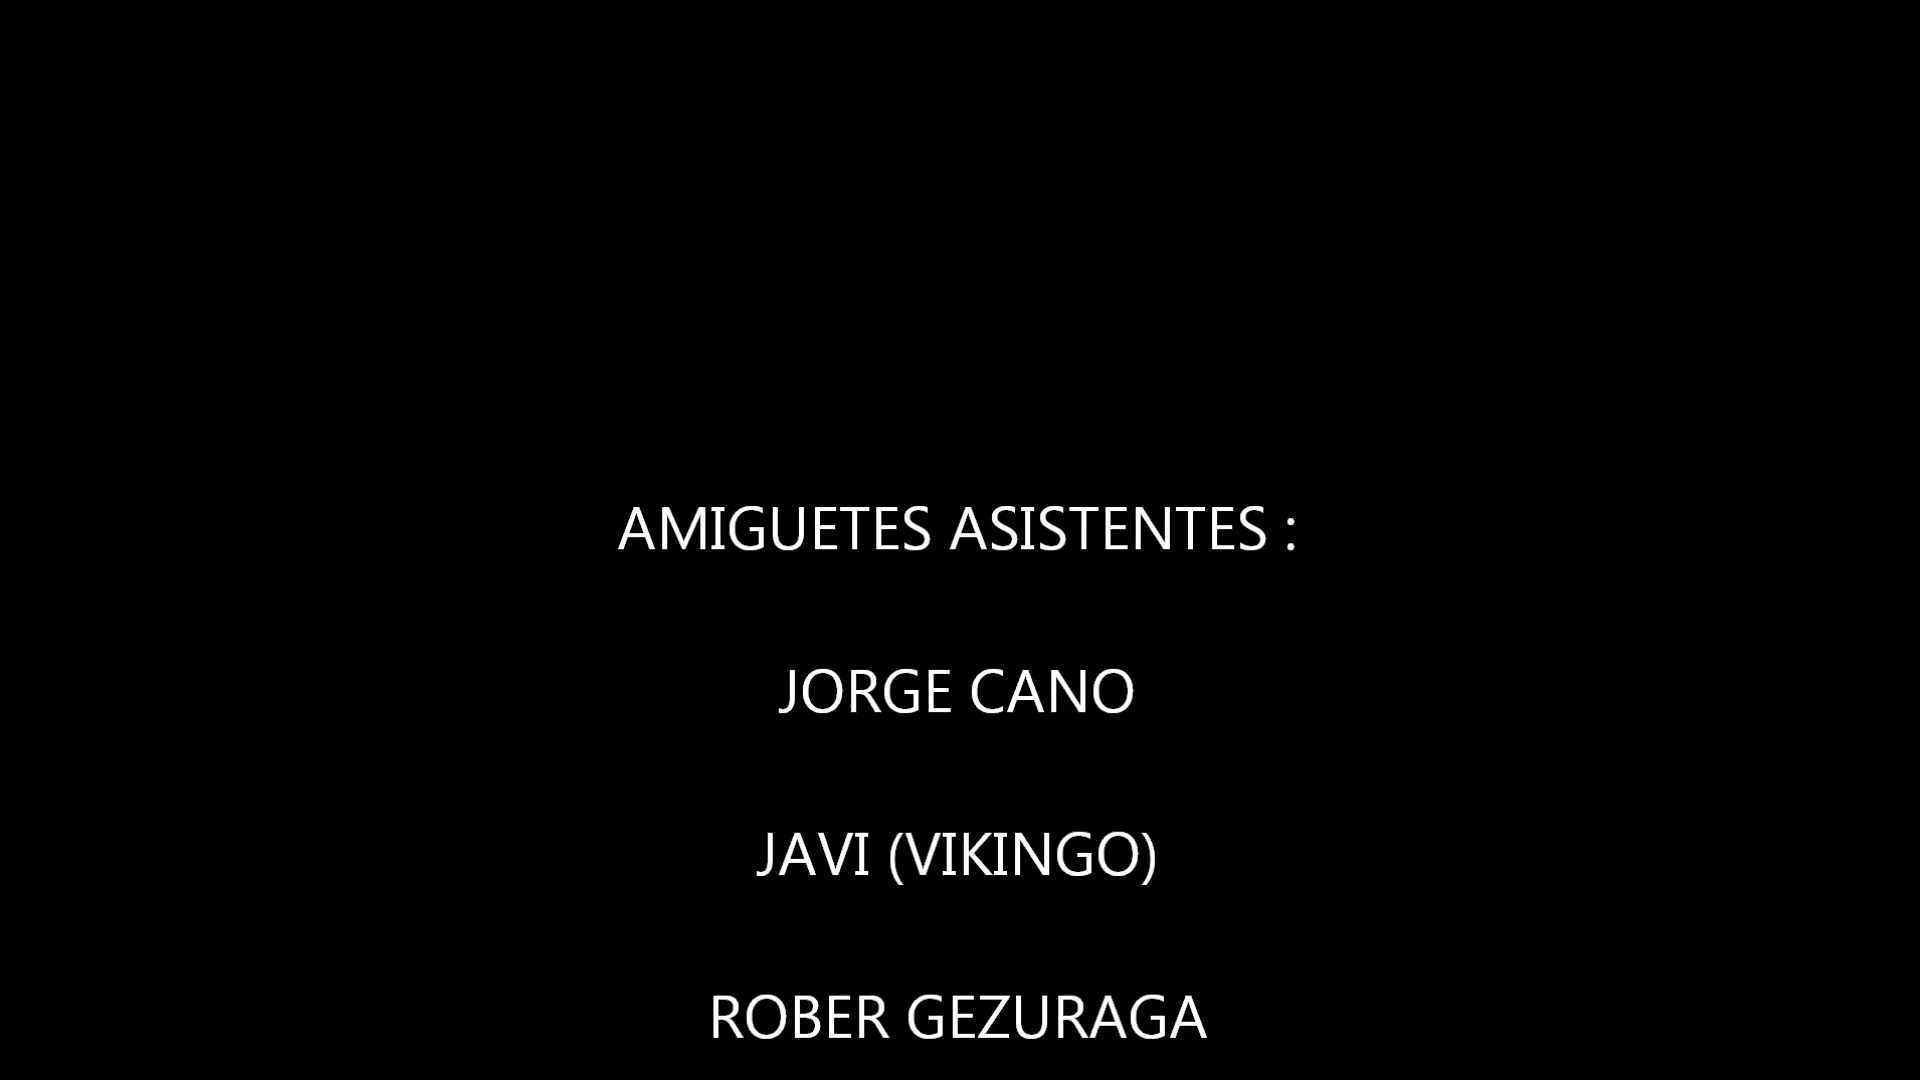 AMIGUETES ASISTENTES :
JORGE CANO
JAVI (VIKINGO)
ROBER GEZURAGA